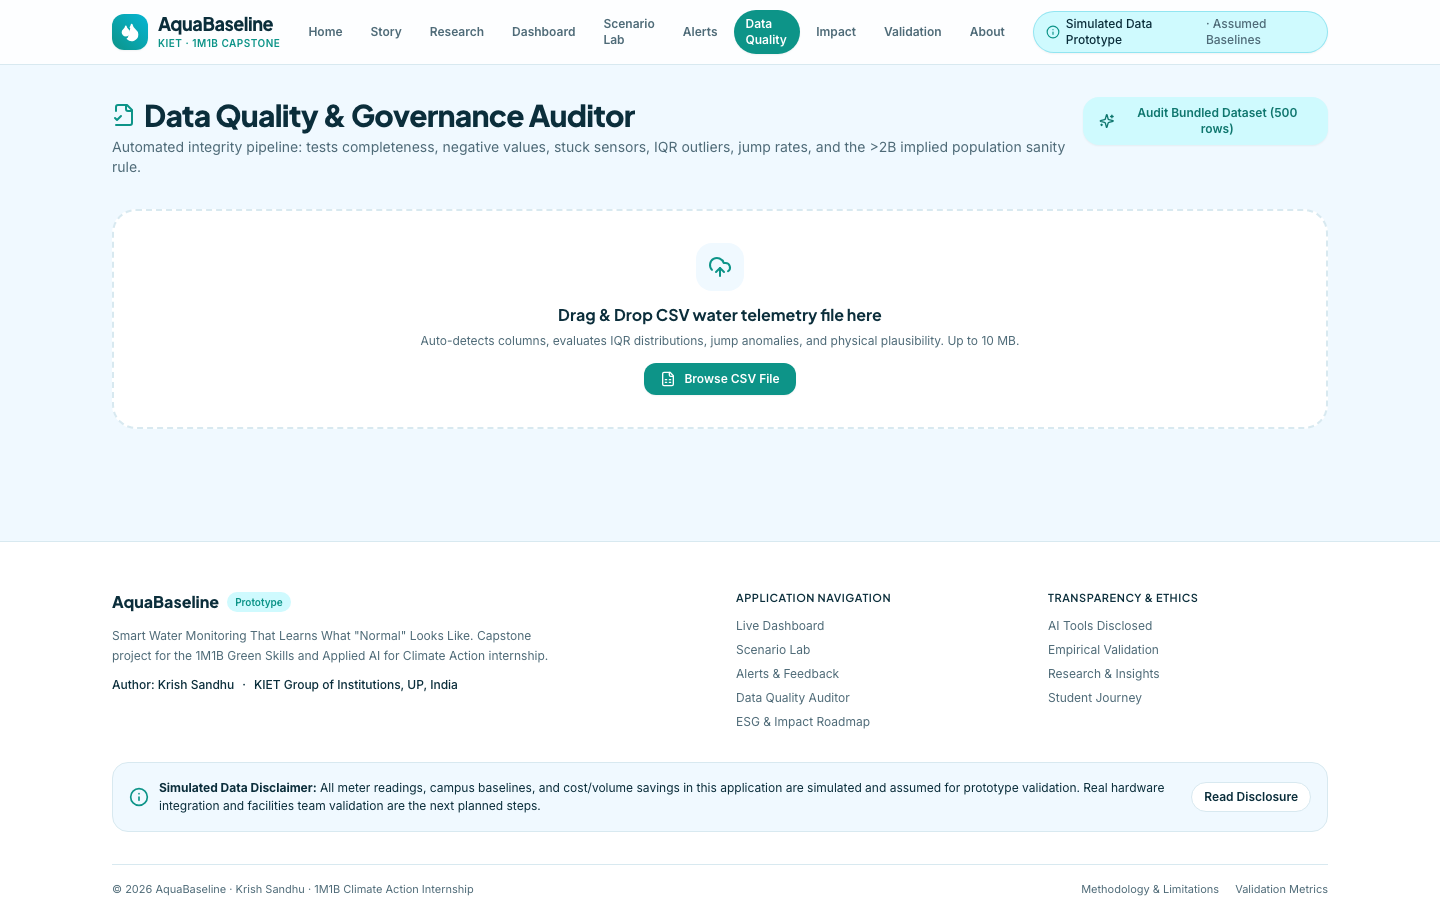 AquaBaseline
KIET · 1M1B CAPSTONE
Home
Story
Research
Dashboard
Scenario
Lab
Alerts
Data
Quality
Impact
Validation
About
Simulated Data
Prototype
· Assumed
Baselines
Data Quality & Governance Auditor
Automated integrity pipeline: tests completeness, negative values, stuck sensors, IQR outliers, jump rates, and the >2B implied population sanity
rule.
Audit Bundled Dataset (500
rows)
Drag & Drop CSV water telemetry file here
Auto-detects columns, evaluates IQR distributions, jump anomalies, and physical plausibility. Up to 10 MB.
Browse CSV File
AquaBaseline
Prototype
Smart Water Monitoring That Learns What "Normal" Looks Like. Capstone
project for the 1M1B Green Skills and Applied AI for Climate Action internship.
Author: Krish Sandhu · KIET Group of Institutions, UP, India
APPLICATION NAVIGATION
Live Dashboard
Scenario Lab
Alerts & Feedback
Data Quality Auditor
ESG & Impact Roadmap
TRANSPARENCY & ETHICS
AI Tools Disclosed
Empirical Validation
Research & Insights
Student Journey
Simulated Data Disclaimer: All meter readings, campus baselines, and cost/volume savings in this application are simulated and assumed for prototype validation. Real hardware
integration and facilities team validation are the next planned steps.
Read Disclosure
© 2026 AquaBaseline · Krish Sandhu · 1M1B Climate Action Internship
Methodology & Limitations
Validation Metrics